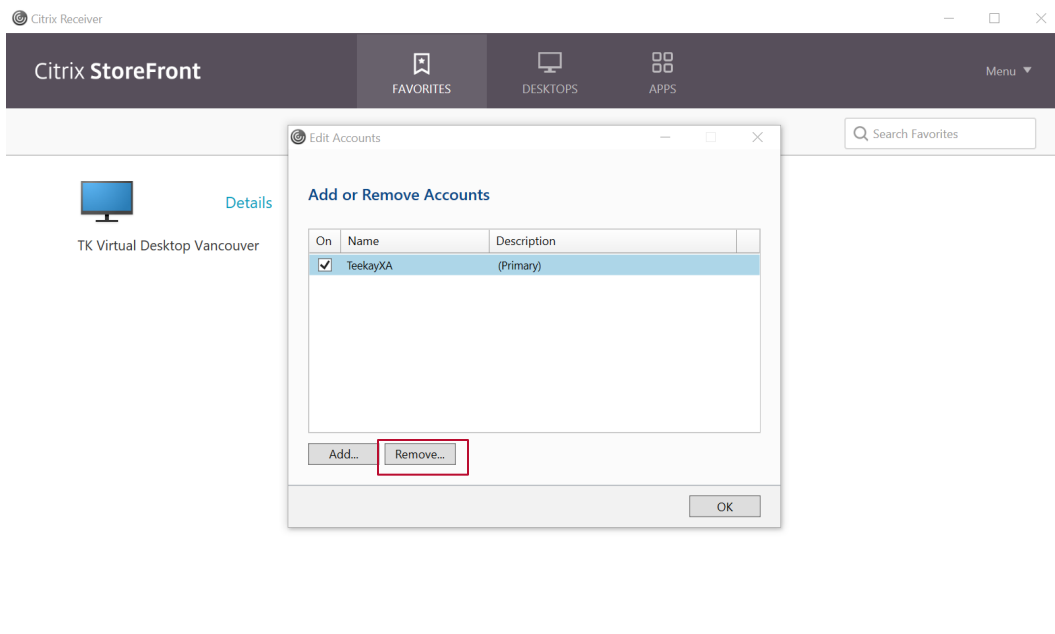 Citrix Receiver
Citrix StoreFront
FAVORITES
DESKTOPS
APPS
Menu
Search Favorites
Edit Accounts
Add or Remove Accounts
On Name Description
TeekayXA (Primary)
Add... Remove...
OK
Details
TK Virtual Desktop Vancouver